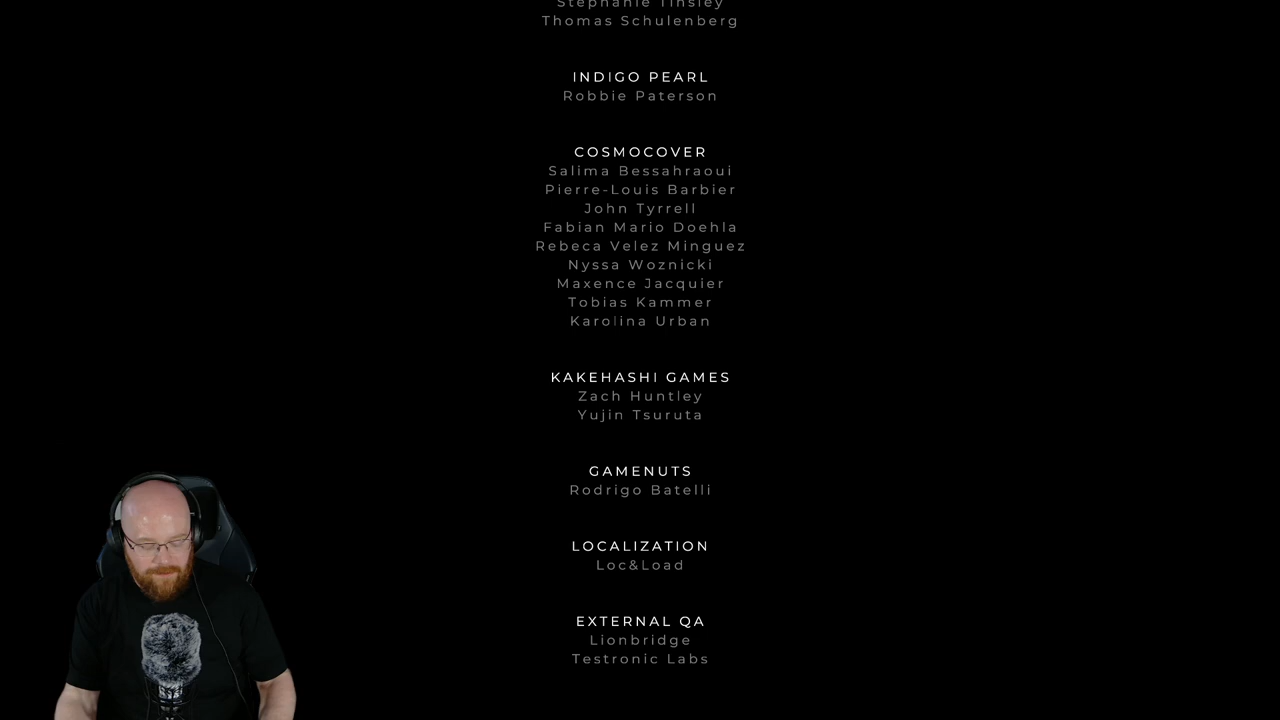 Stephanie Tinsley
Thomas Schulenberg
INDIGO PEARL
Robbie Paterson
COSMOCOVER
Salima Bessahraoui
Pierre-Louis Barbier
John Tyrrell
Fabian Mario Doehla
Rebeca Velez Minguez
Nyssa Woznicki
Maxence Jacquier
Tobias Kammer
Karolina Urban
KAKEHASHI GAMES
Zach Huntley
Yujin Tsuruta
GAMENUTS
Rodrigo Batelli
LOCALIZATION
Loc&Load
EXTERNAL QA
Lionbridge
Testronic Labs